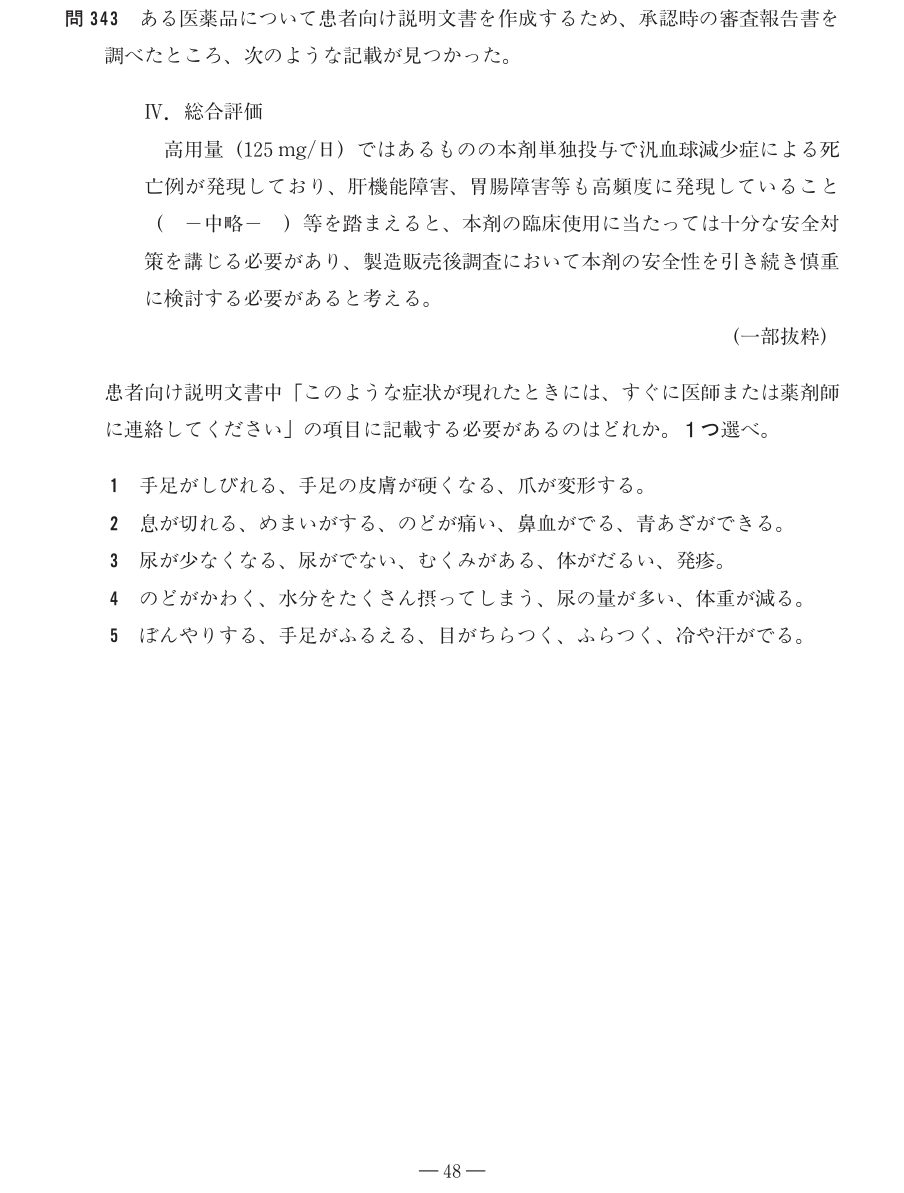 問343　ある医薬品について患者向け説明文書を作成するため、承認時の審査報告書を
調べたところ、次のような記載が見つかった。
Ⅳ．総合評価
高用量（125 mg/日）ではあるものの本剤単独投与で汎血球減少症による死
亡例が発現しており、肝機能障害、胃腸障害等も高頻度に発現していること
（　－中略－　）等を踏まえると、本剤の臨床使用に当たっては十分な安全対
策を講じる必要があり、製造販売後調査において本剤の安全性を引き続き慎重
に検討する必要があると考える。
（一部抜粋）
患者向け説明文書中「このような症状が現れたときには、すぐに医師または薬剤師
に連絡してください」の項目に記載する必要があるのはどれか。1つ選べ。
1　手足がしびれる、手足の皮膚が硬くなる、爪が変形する。
2　息が切れる、めまいがする、のどが痛い、鼻血がでる、青あざができる。
3　尿が少なくなる、尿がでない、むくみがある、体がだるい、発疹。
4　のどがかわく、水分をたくさん摂ってしまう、尿の量が多い、体重が減る。
5　ぼんやりする、手足がふるえる、目がちらつく、ふらつく、冷や汗がでる。
― 48 ―